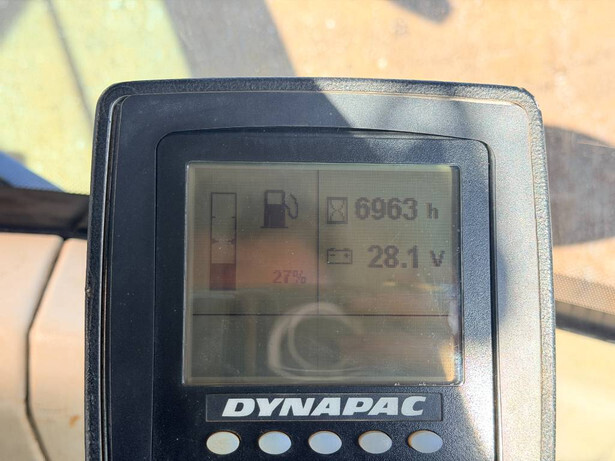 6963 h
28.1 V
27%
DYNAPAC